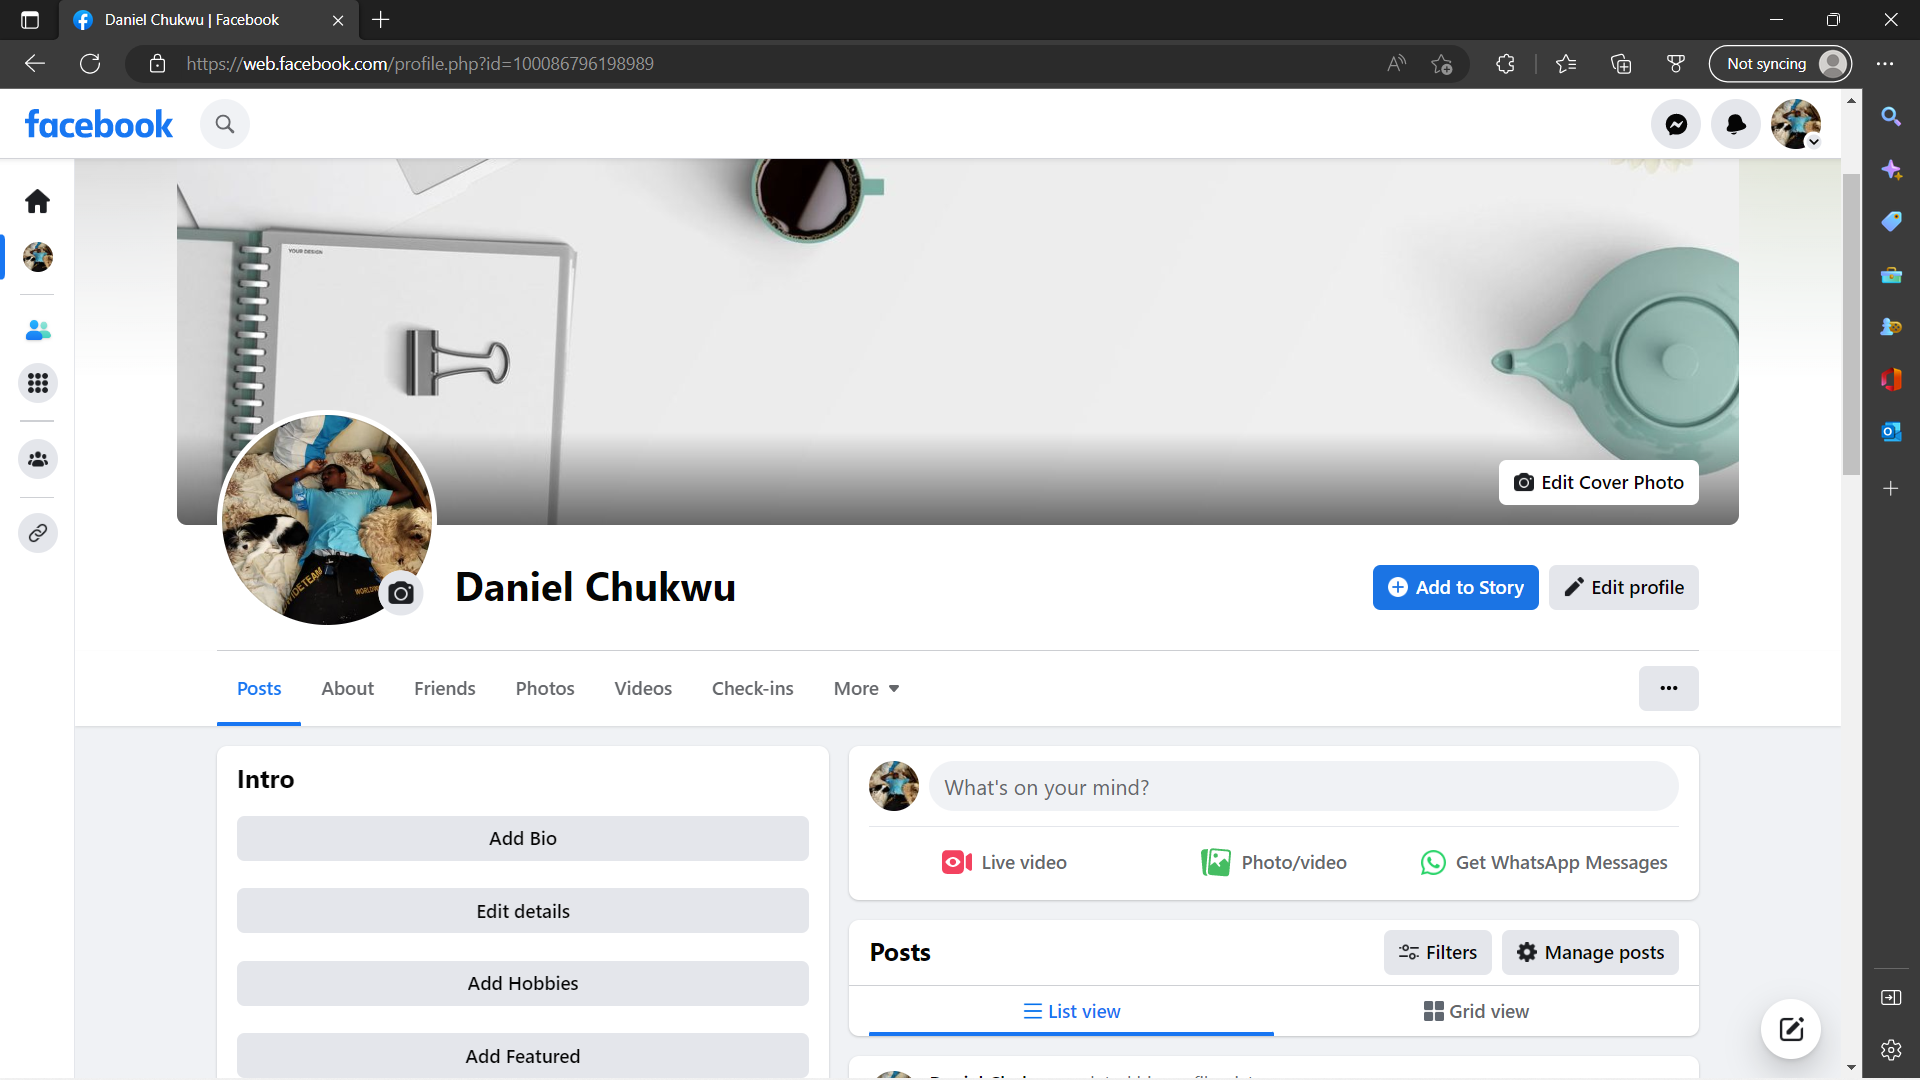 Daniel Chukwu | Facebook
https://web.facebook.com/profile.php?id=100086796198989
Not syncing
facebook
YOUR DESIGN
WIDETEAM
WORLDW
Edit Cover Photo
Daniel Chukwu
Add to Story
Edit profile
Posts
About
Friends
Photos
Videos
Check-ins
More
Intro
Add Bio
Edit details
Add Hobbies
Add Featured
What's on your mind?
Live video
Photo/video
Get WhatsApp Messages
Posts
Filters
Manage posts
List view
Grid view